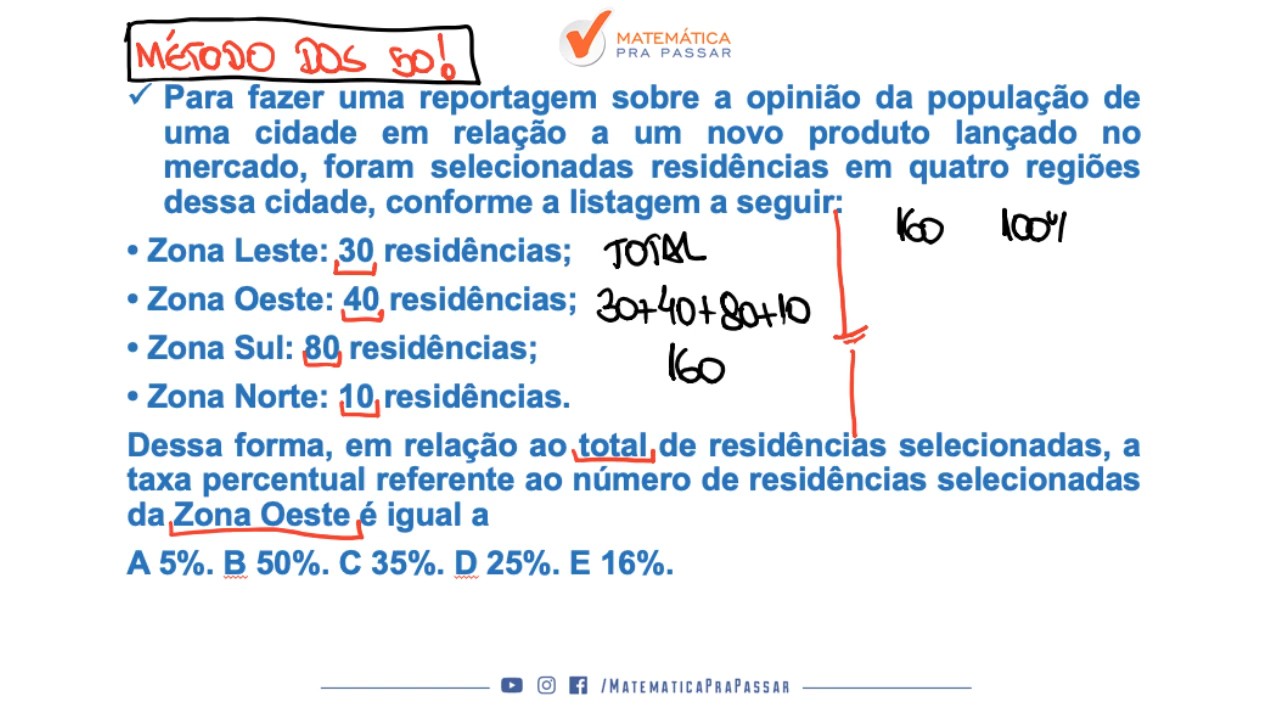 MÉTODO DOS 50!
MATEMÁTICA
PRA PASSAR
✓ Para fazer uma reportagem sobre a opinião da população de
uma cidade em relação a um novo produto lançado no
mercado, foram selecionadas residências em quatro regiões
dessa cidade, conforme a listagem a seguir:
160 100%
• Zona Leste: 30 residências; TOTAL
• Zona Oeste: 40 residências; 30+40+80+10
• Zona Sul: 80 residências; 160
• Zona Norte: 10 residências.
Dessa forma, em relação ao total de residências selecionadas, a
taxa percentual referente ao número de residências selecionadas
da Zona Oeste é igual a
A 5%. B 50%. C 35%. D 25%. E 16%.
/MATEMATICAPRAPASSAR